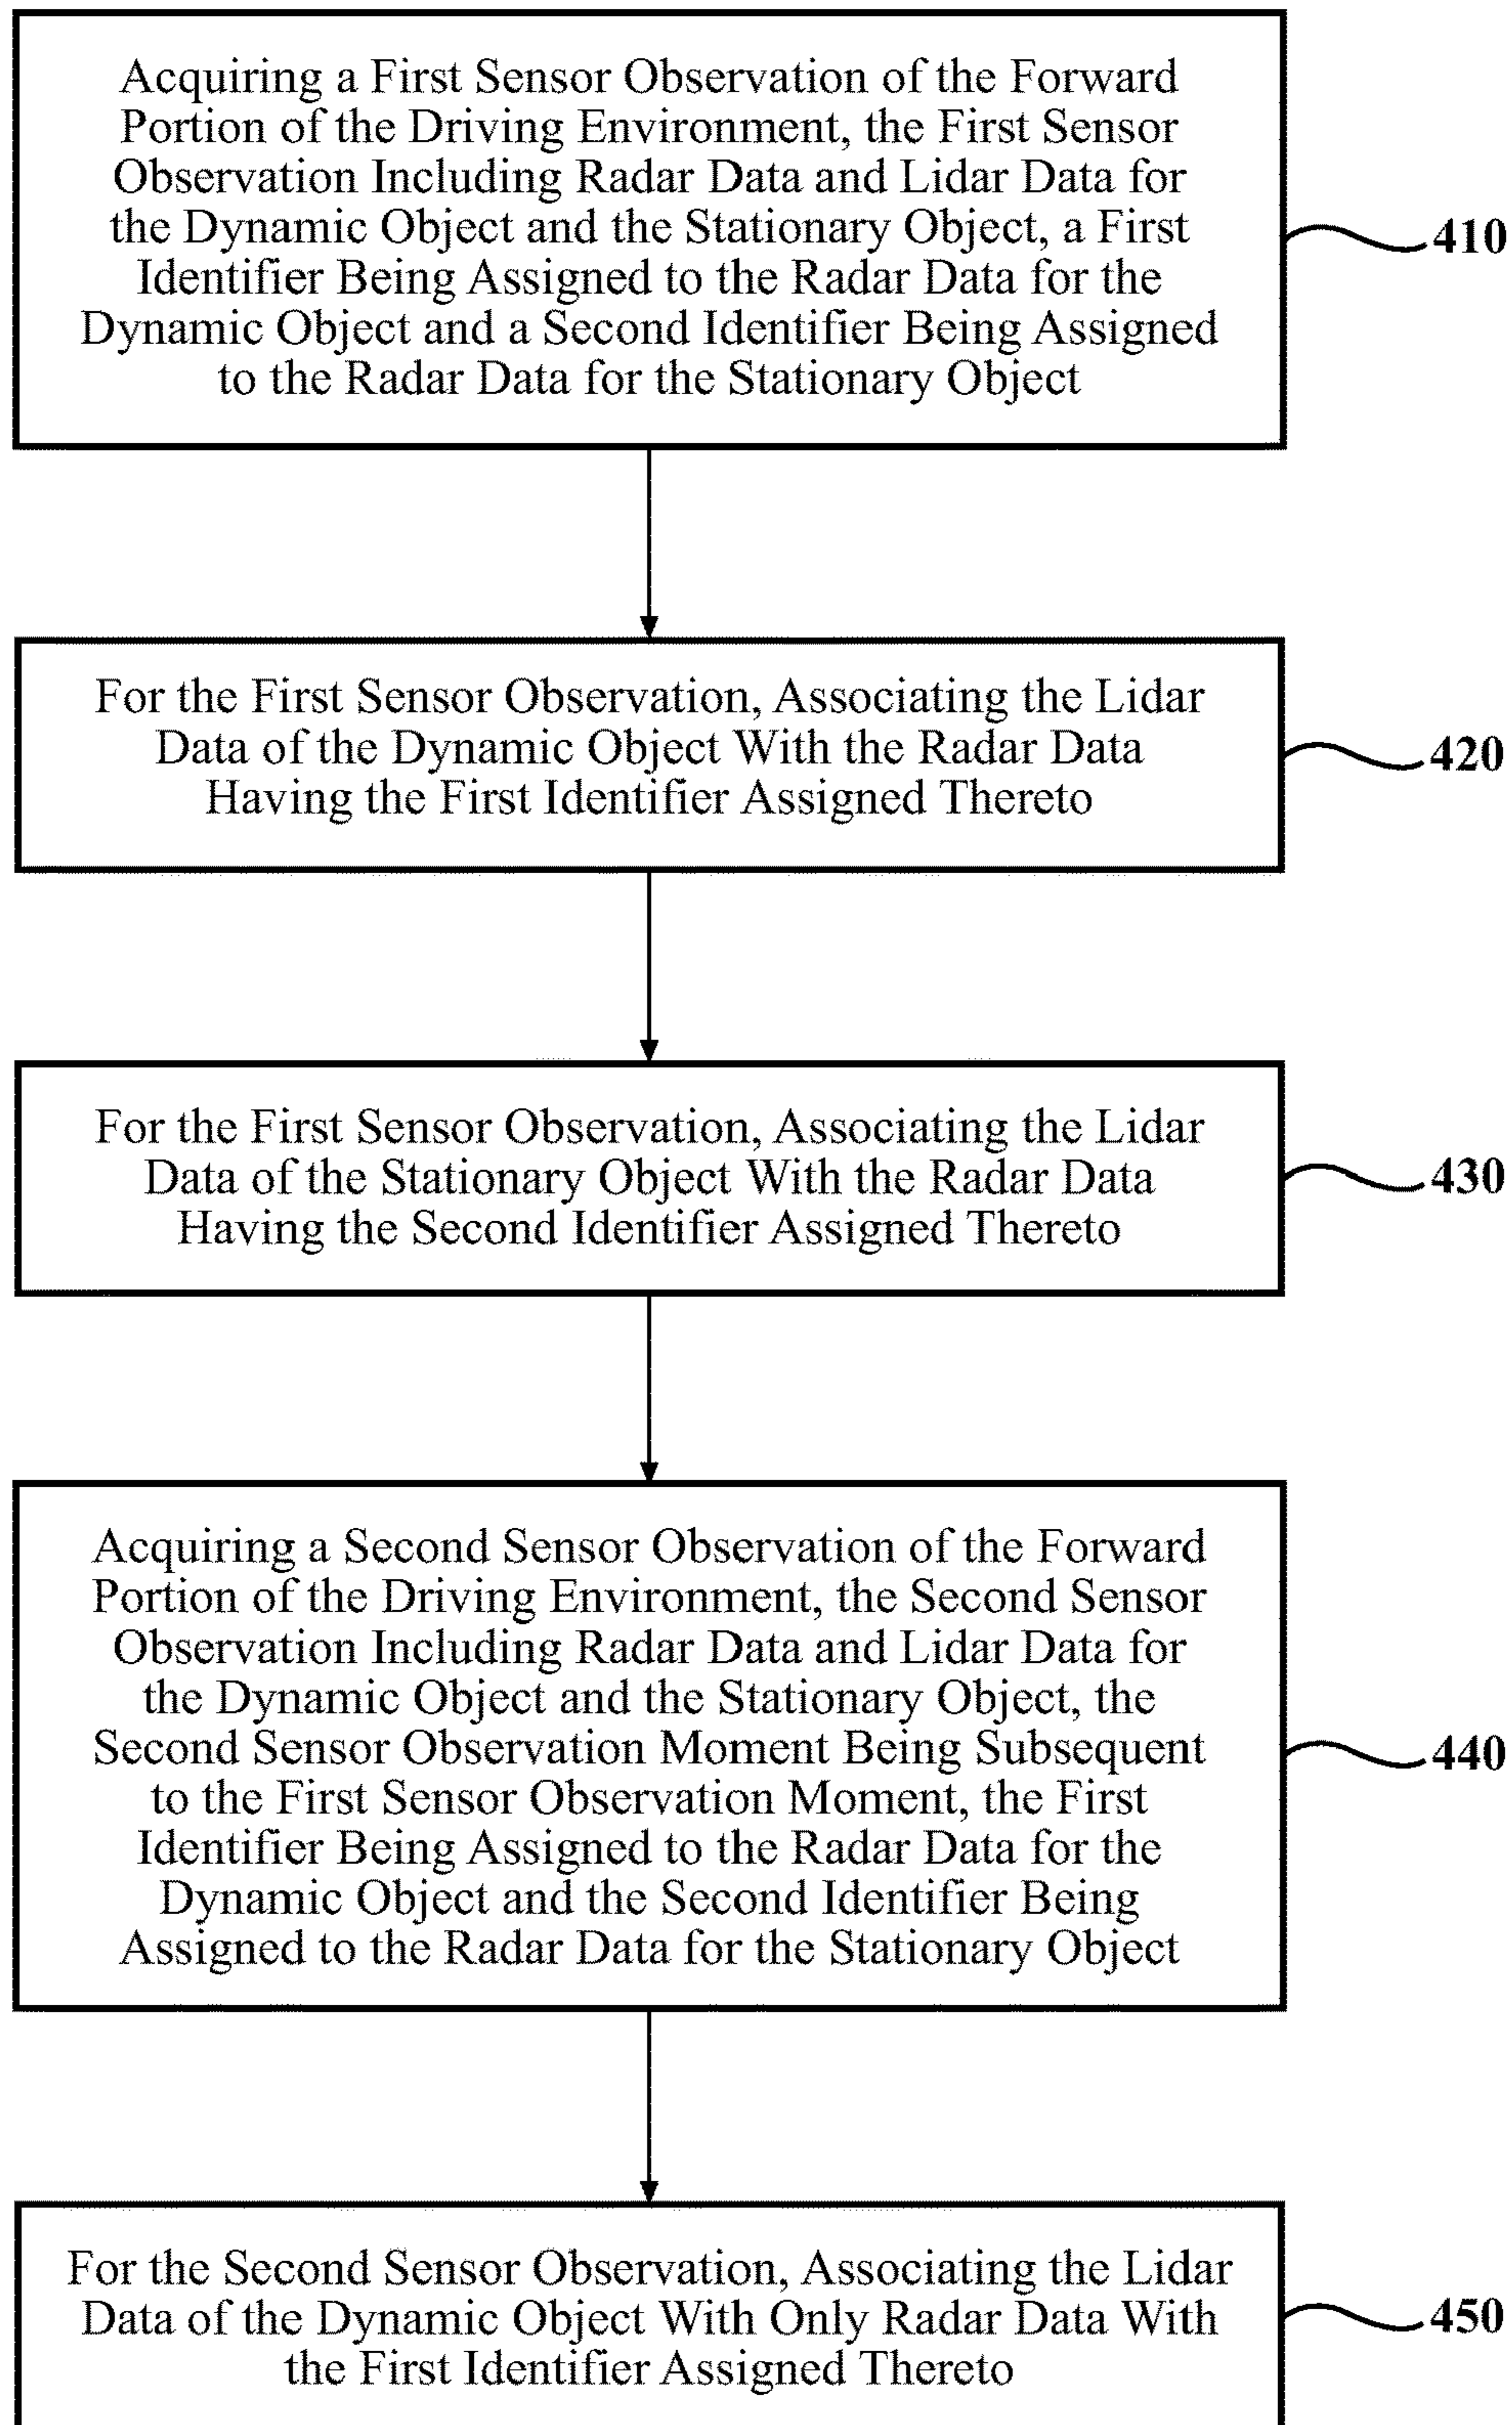 Acquiring a First Sensor Observation of the Forward
Portion of the Driving Environment, the First Sensor
Observation Including Radar Data and Lidar Data for
the Dynamic Object and the Stationary Object, a First
Identifier Being Assigned to the Radar Data for the
Dynamic Object and a Second Identifier Being Assigned
to the Radar Data for the Stationary Object
410
For the First Sensor Observation, Associating the Lidar
Data of the Dynamic Object With the Radar Data
Having the First Identifier Assigned Thereto
420
For the First Sensor Observation, Associating the Lidar
Data of the Stationary Object With the Radar Data
Having the Second Identifier Assigned Thereto
430
Acquiring a Second Sensor Observation of the Forward
Portion of the Driving Environment, the Second Sensor
Observation Including Radar Data and Lidar Data for
the Dynamic Object and the Stationary Object, the
Second Sensor Observation Moment Being Subsequent
to the First Sensor Observation Moment, the First
Identifier Being Assigned to the Radar Data for the
Dynamic Object and the Second Identifier Being
Assigned to the Radar Data for the Stationary Object
440
For the Second Sensor Observation, Associating the Lidar
Data of the Dynamic Object With Only Radar Data With
the First Identifier Assigned Thereto
450